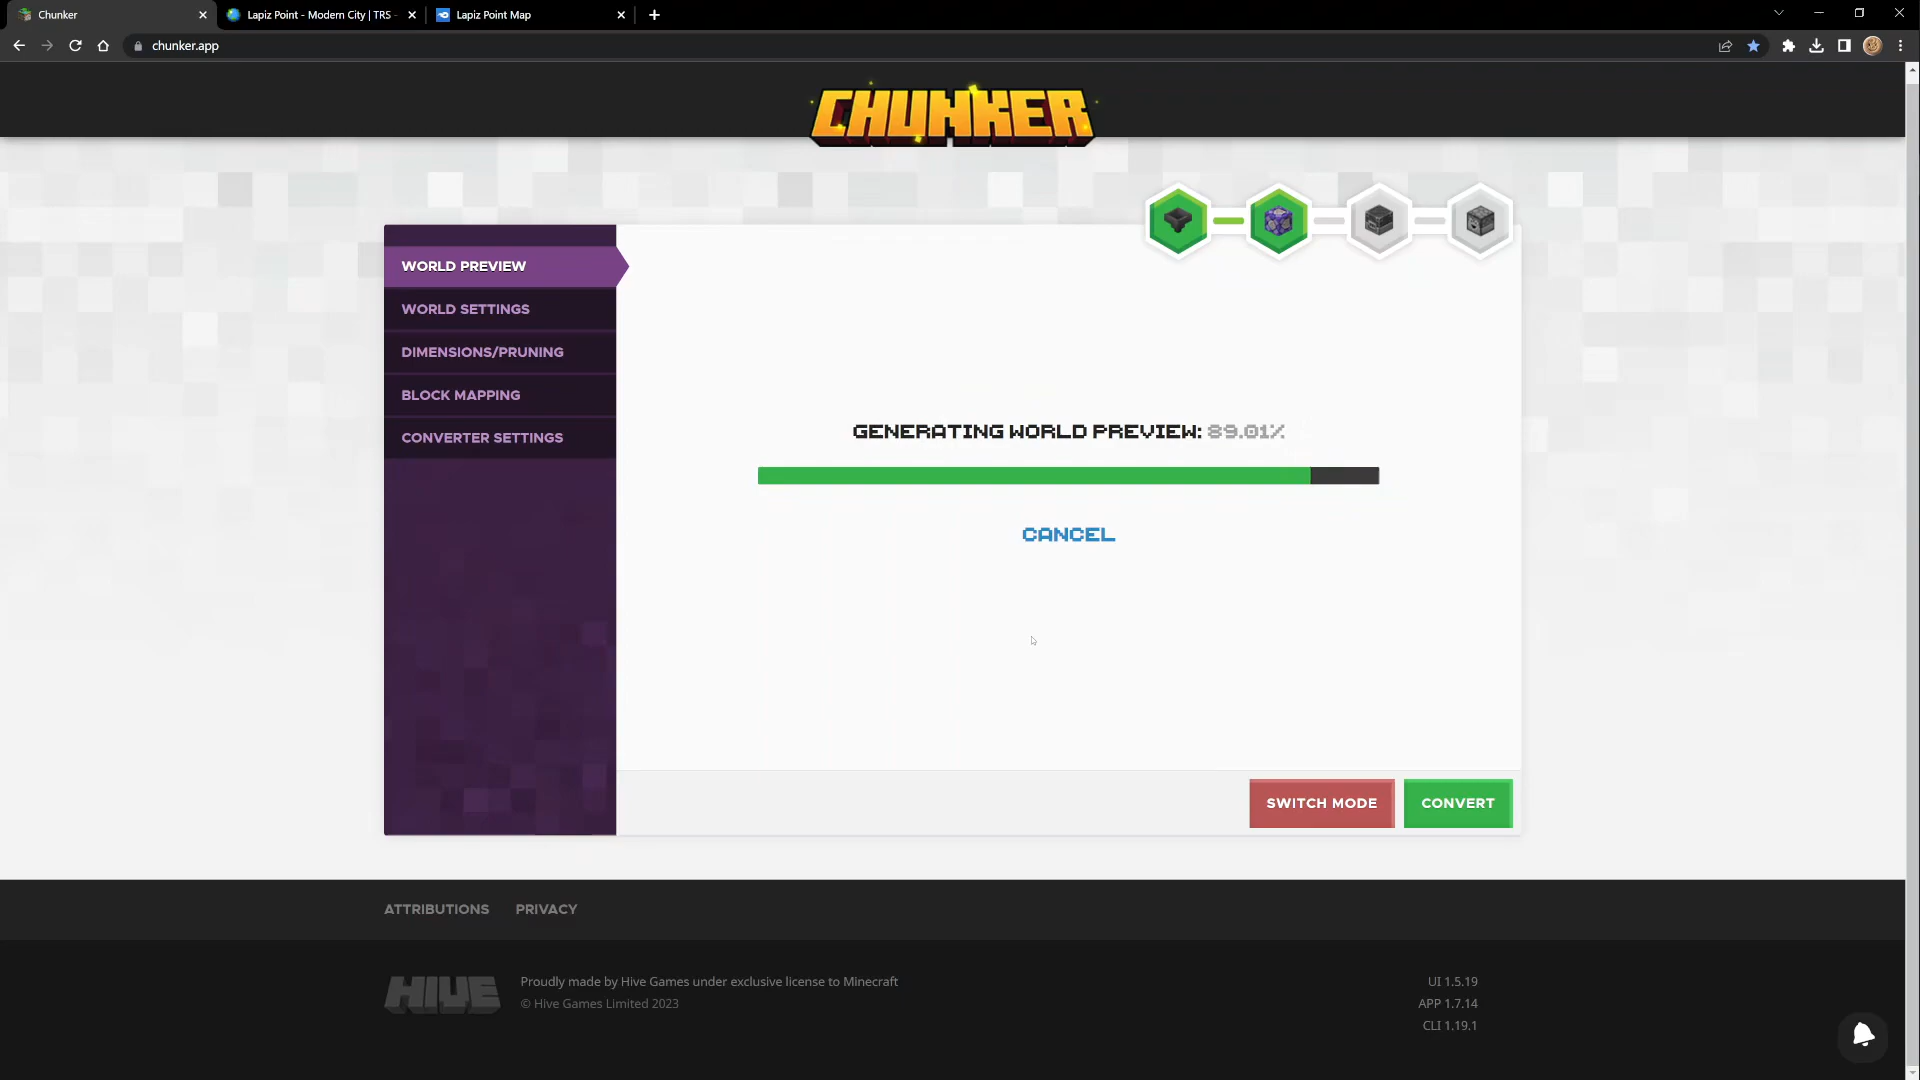 Chunker
Lapiz Point - Modern City | TRS -
Lapiz Point Map
chunker.app
CHUNKER
WORLD PREVIEW
WORLD SETTINGS
DIMENSIONS/PRUNING
BLOCK MAPPING
CONVERTER SETTINGS
GENERATING WORLD PREVIEW: 89.01%
CANCEL
SWITCH MODE
CONVERT
ATTRIBUTIONS
PRIVACY
HIVE
Proudly made by Hive Games under exclusive license to Minecraft
© Hive Games Limited 2023
UI 1.5.19
APP 1.7.14
CLI 1.19.1